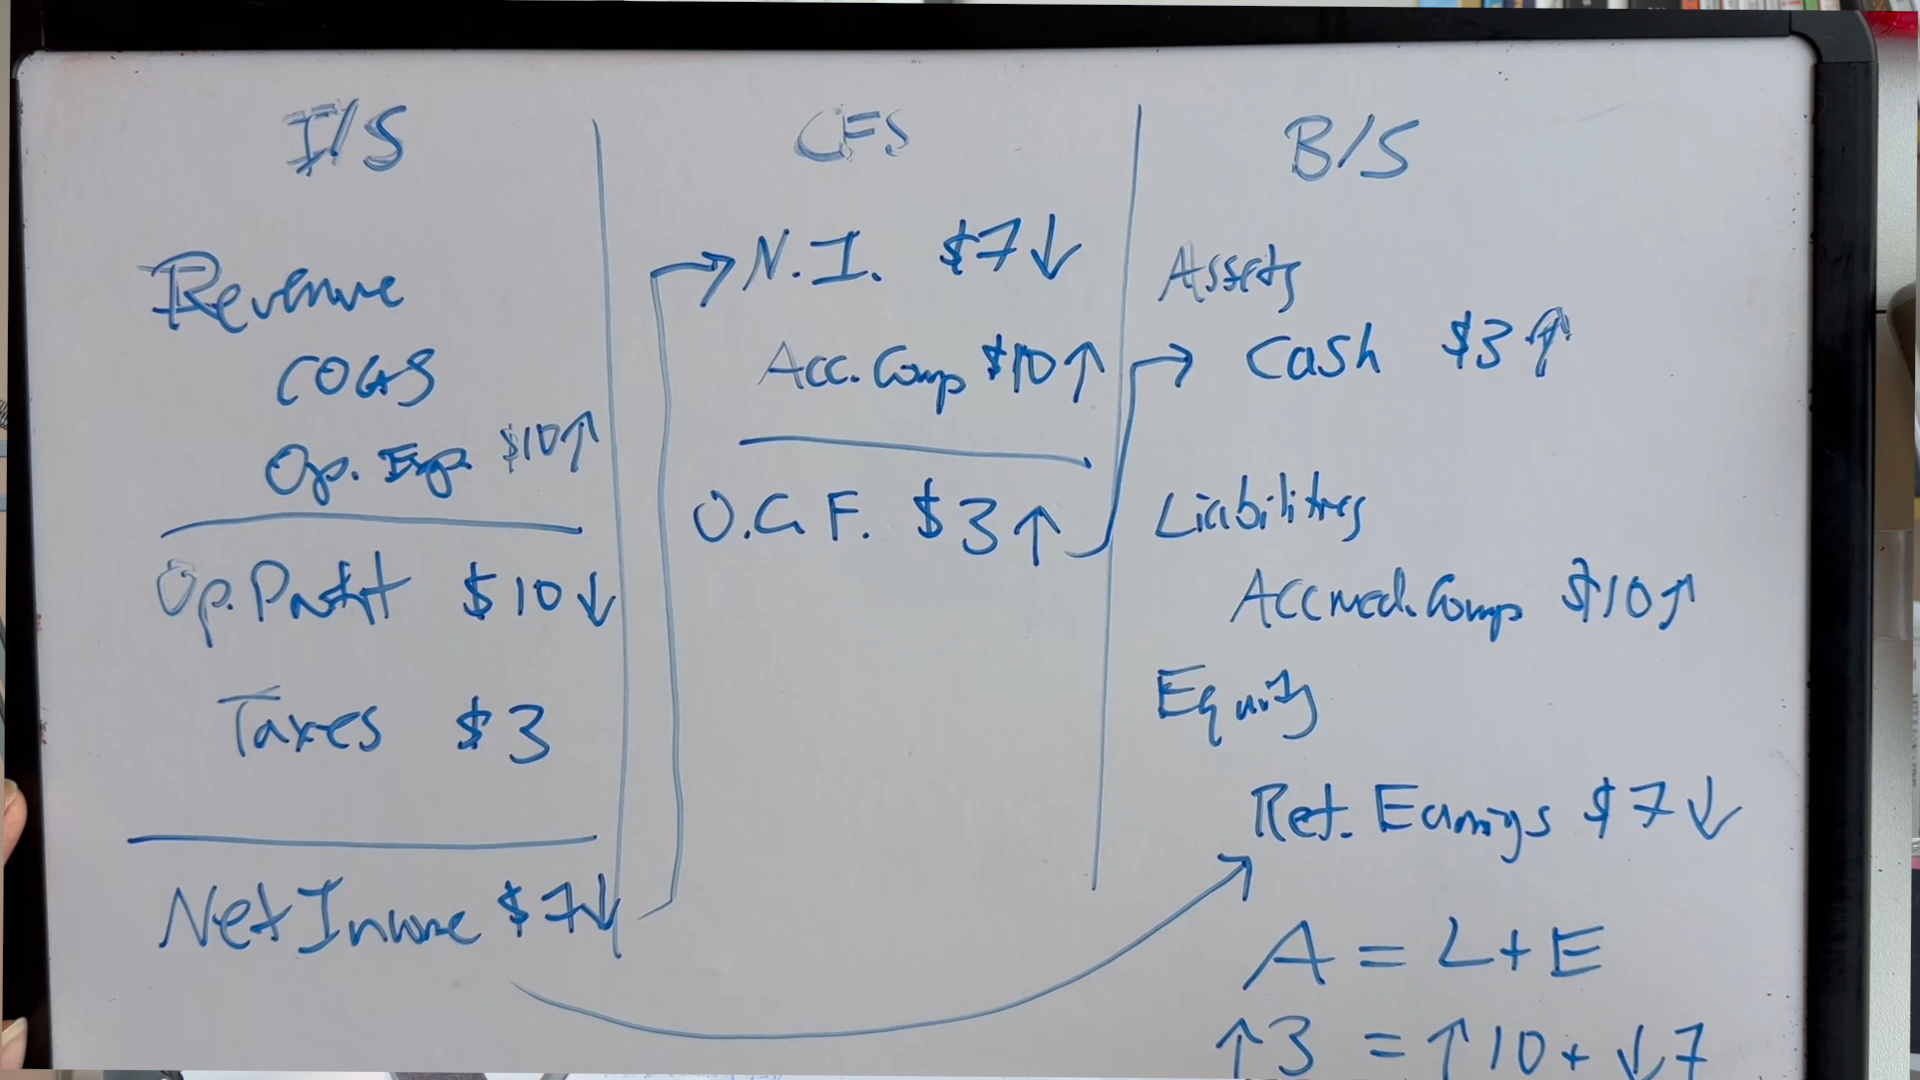 I/S
Revenue
COGS
Op. Exp. $10↑
Op. Profit $10↓
Taxes $3
Net Income $7↓
CFS
N.I. $7↓
Acc. Comp $10↑
O.C.F. $3↑
B/S
Assets
Cash $3↑
Liabilities
Accrued. Comp $10↑
Equity
Ret. Earnings $7↓
A = L + E
↑3 = ↑10 + ↓7